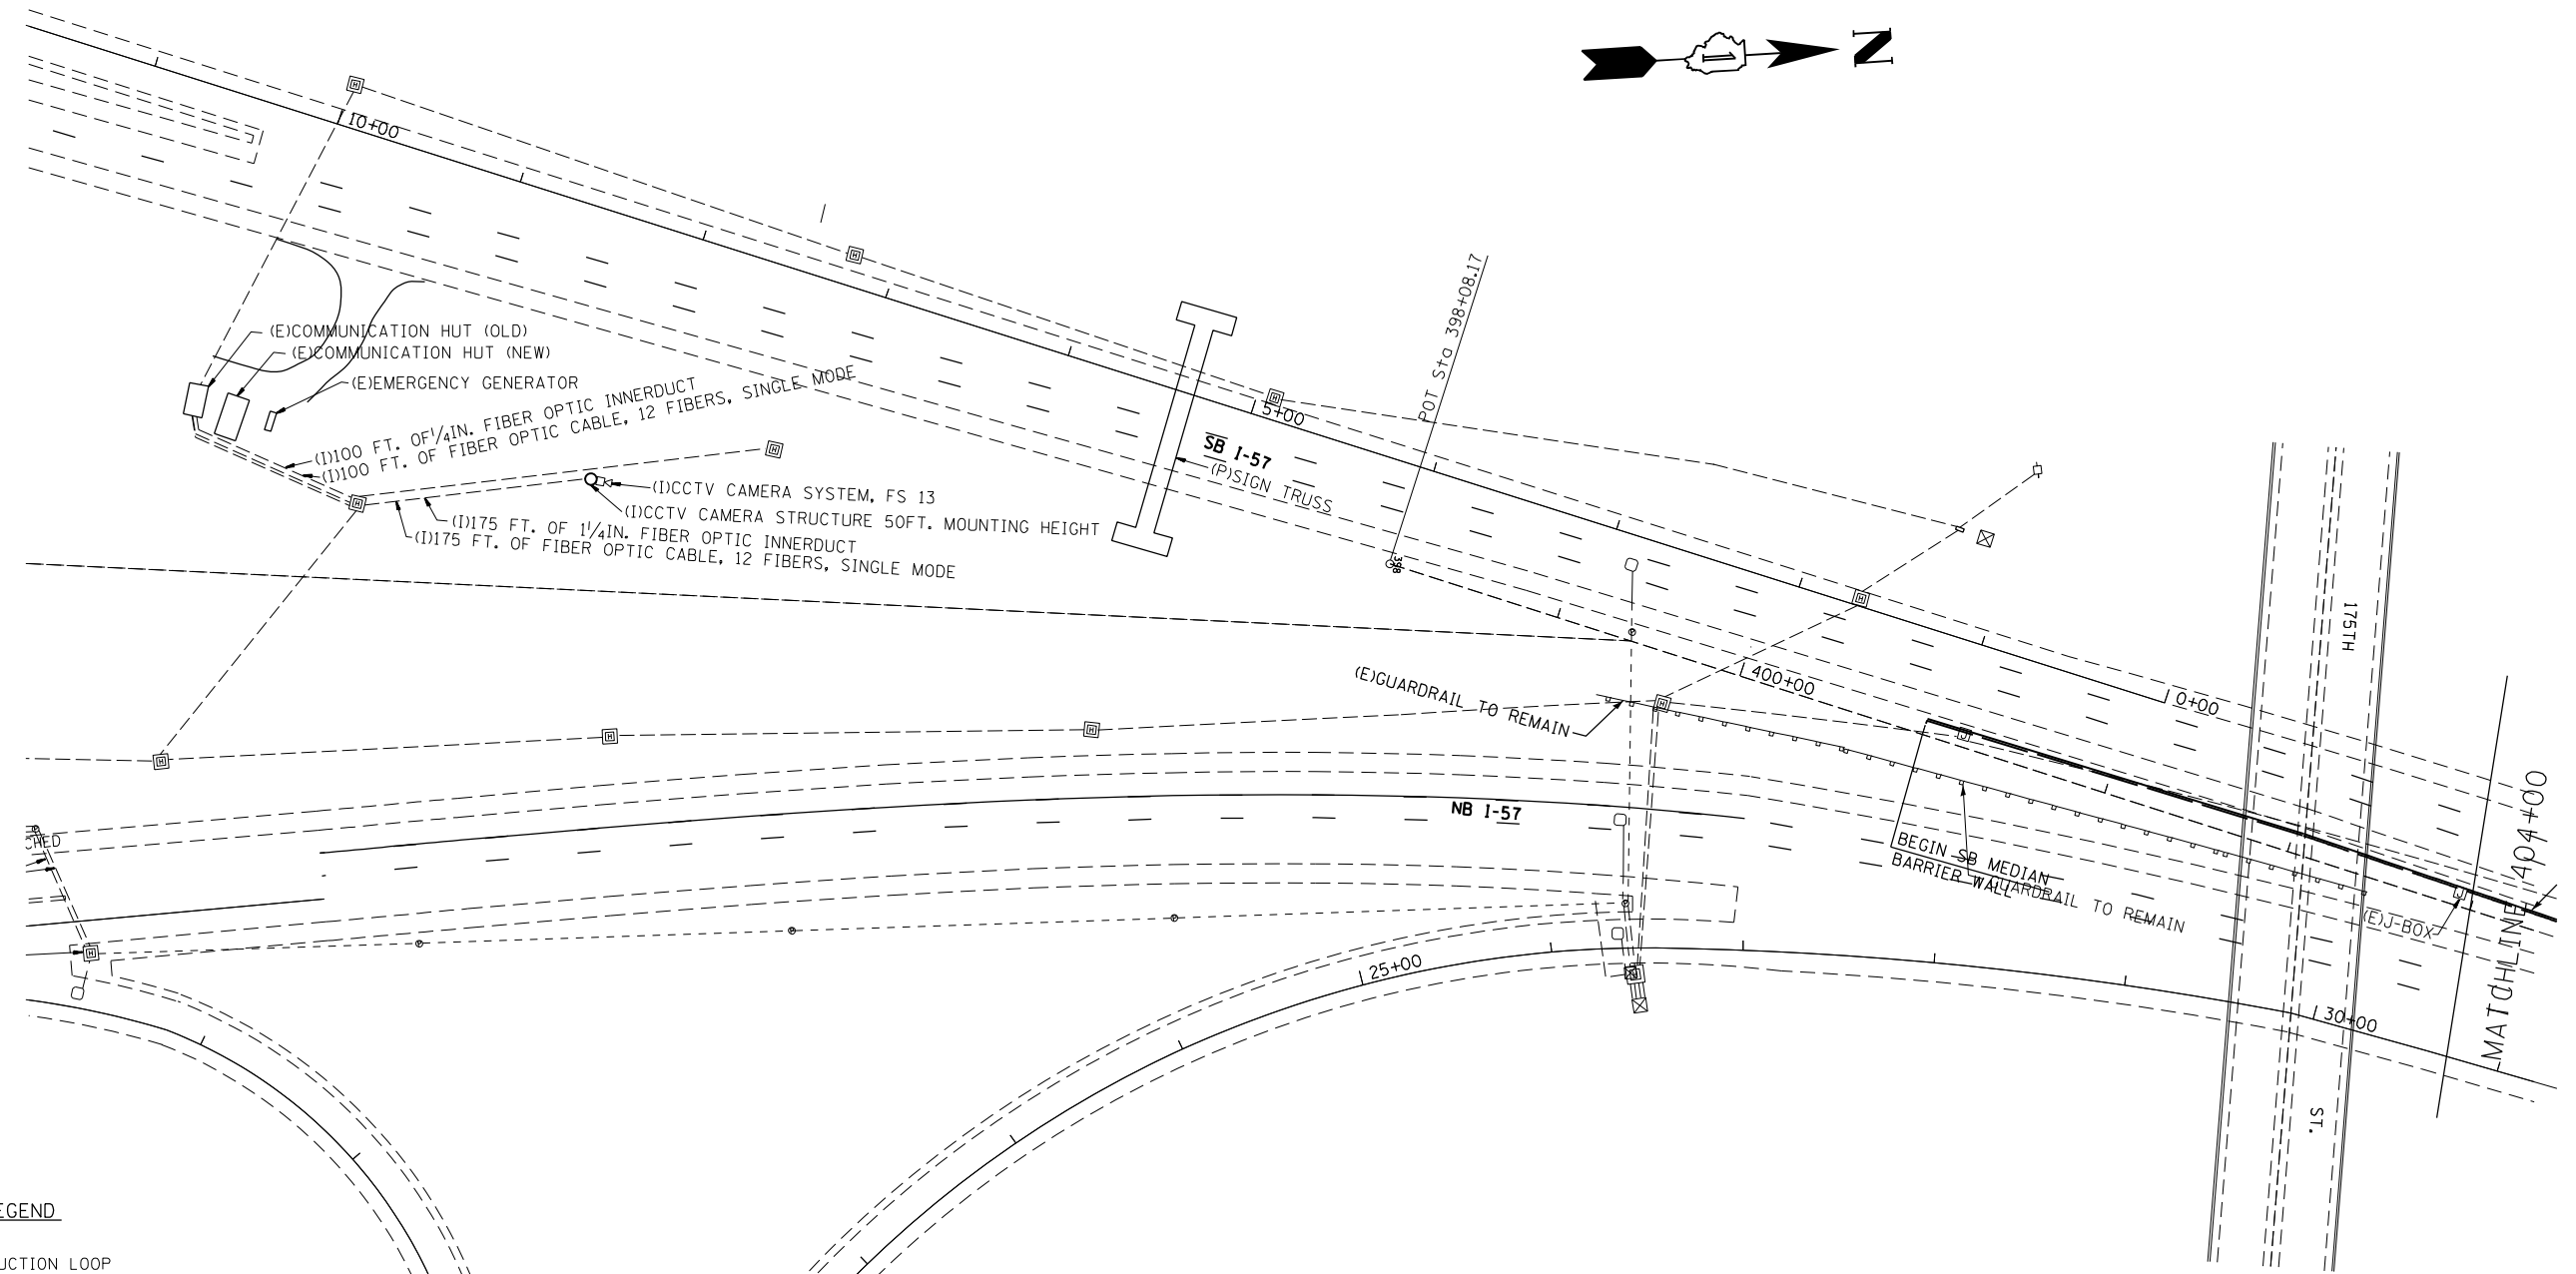 N
10+00
(E)COMMUNICATION HUT (OLD)
(E)COMMUNICATION HUT (NEW)
(E)EMERGENCY GENERATOR
(I)100 FT. OF 1/4IN. FIBER OPTIC INNERDUCT
(I)100 FT. OF FIBER OPTIC CABLE, 12 FIBERS, SINGLE MODE
(I)CCTV CAMERA SYSTEM, FS 13
(I)CCTV CAMERA STRUCTURE 50FT. MOUNTING HEIGHT
(I)175 FT. OF 1 1/4IN. FIBER OPTIC INNERDUCT
(I)175 FT. OF FIBER OPTIC CABLE, 12 FIBERS, SINGLE MODE
5+00
SB I-57
(P)SIGN TRUSS
POT Sta 398+08.17
398
(E)GUARDRAIL TO REMAIN
400+00
0+00
175TH
ST.
NB I-57
BEGIN SB MEDIAN
BARRIER WALL
GUARDRAIL TO REMAIN
(E)J-BOX
MATCHLINE 404+00
CHED
25+00
30+00
EGEND
UCTION LOOP